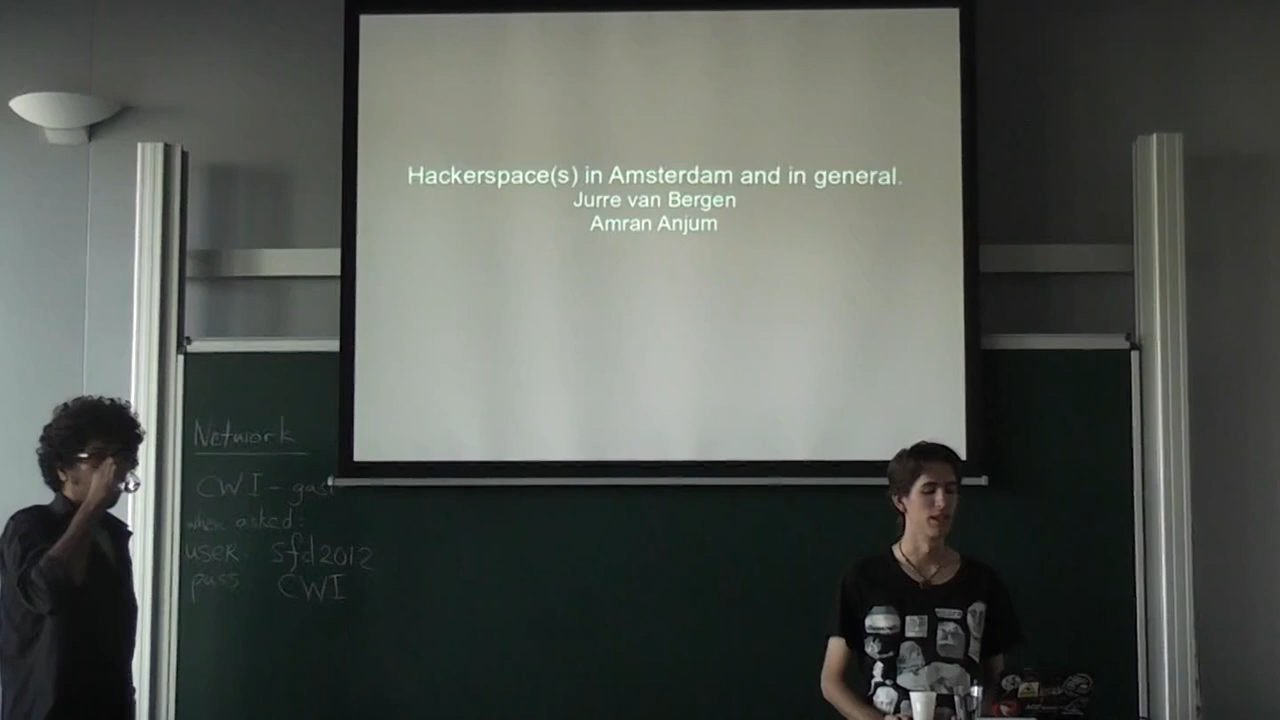 Hackerspace(s) in Amsterdam and in general.
Jurre van Bergen
Amran Anjum
Network
CWI - gast
when asked:
user sfd2012
pass CWI